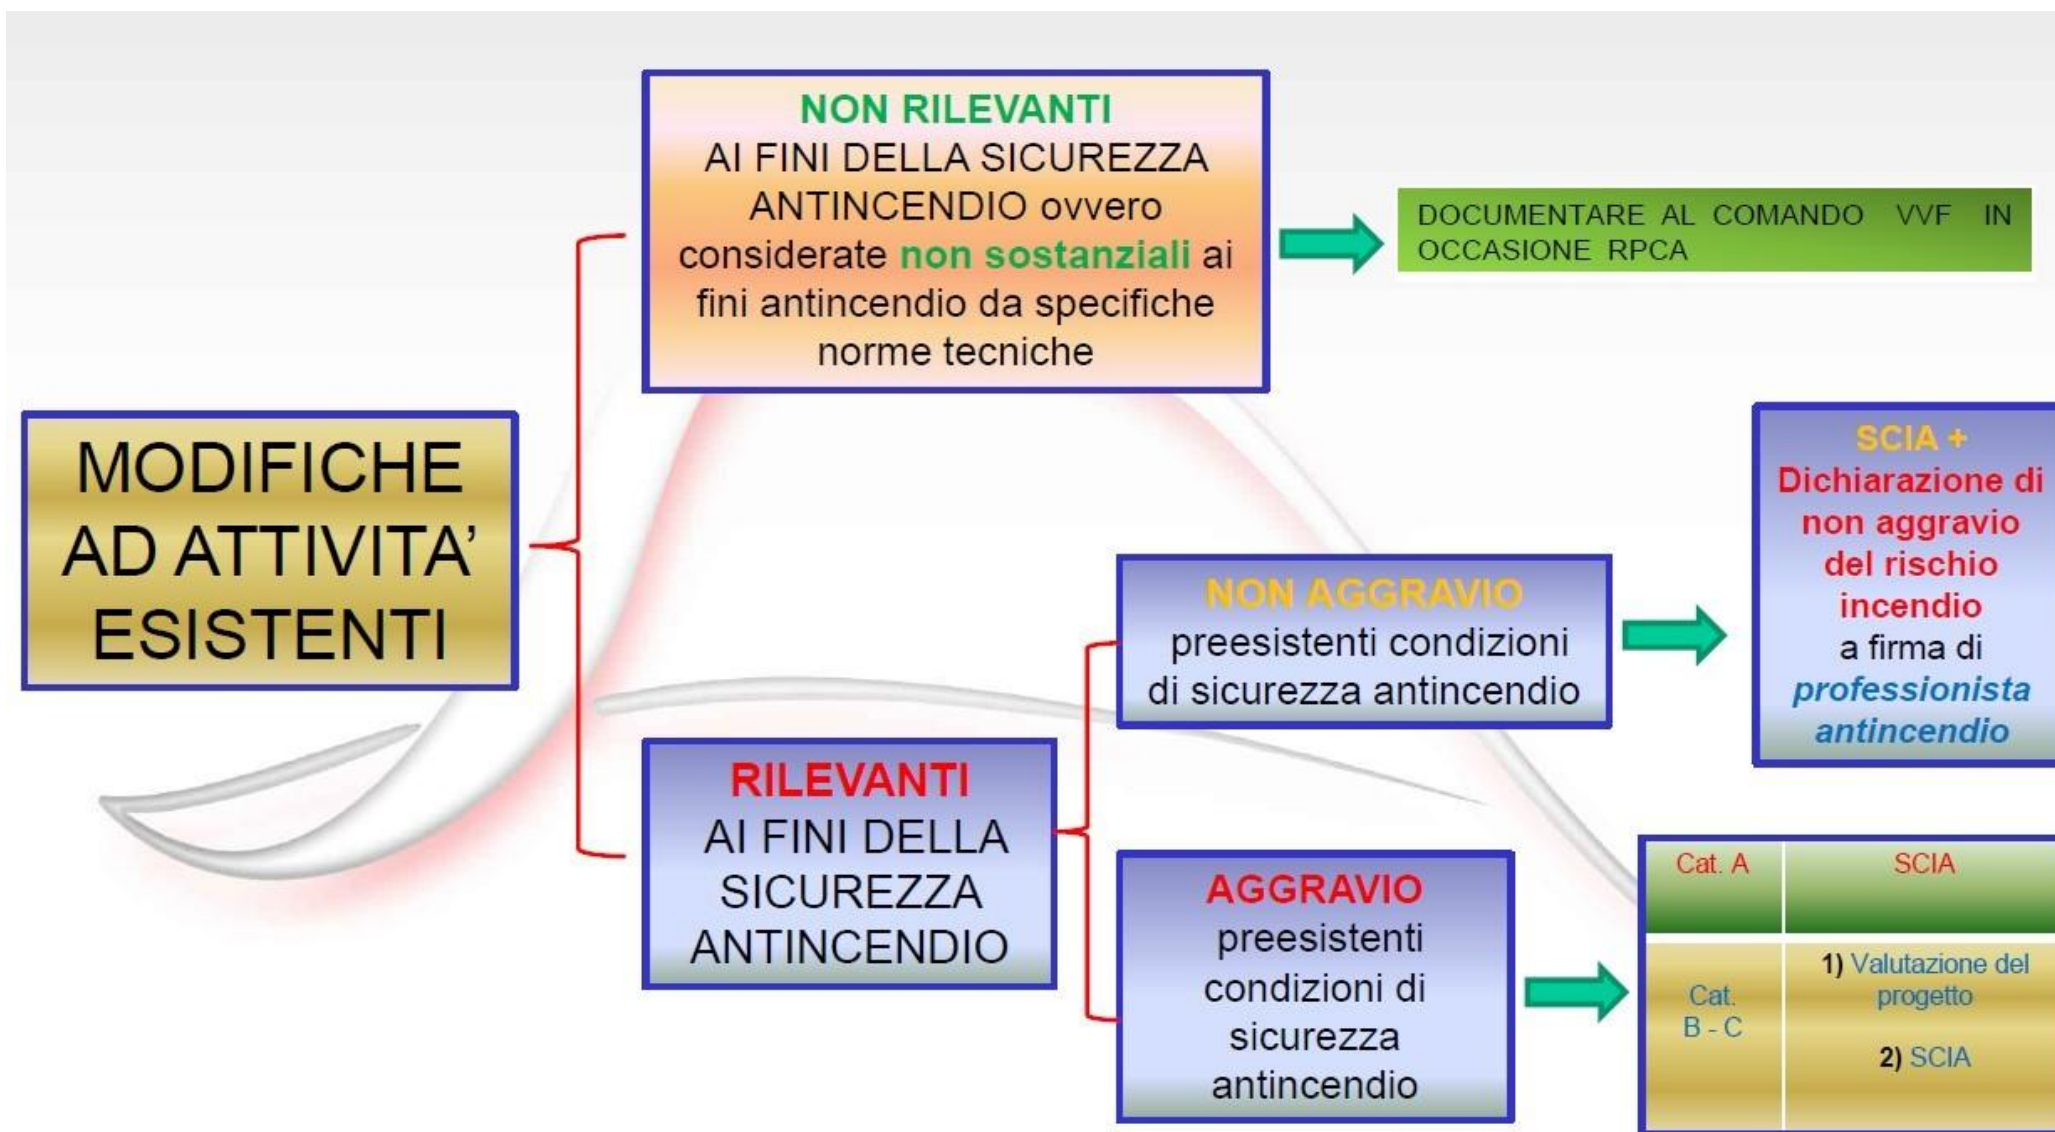 NON RILEVANTI
AI FINI DELLA SICUREZZA
ANTINCENDIO ovvero
considerate non sostanziali ai
fini antincendio da specifiche
norme tecniche
DOCUMENTARE AL COMANDO VVF IN
OCCASIONE RPCA
MODIFICHE
AD ATTIVITA’
ESISTENTI
SCIA +
Dichiarazione di
non aggravio
del rischio
incendio
a firma di
professionista
antincendio
NON AGGRAVIO
preesistenti condizioni
di sicurezza antincendio
RILEVANTI
AI FINI DELLA
SICUREZZA
ANTINCENDIO
AGGRAVIO
preesistenti
condizioni di
sicurezza
antincendio
Cat. A
SCIA
Cat.
B - C
1) Valutazione del
progetto
2) SCIA